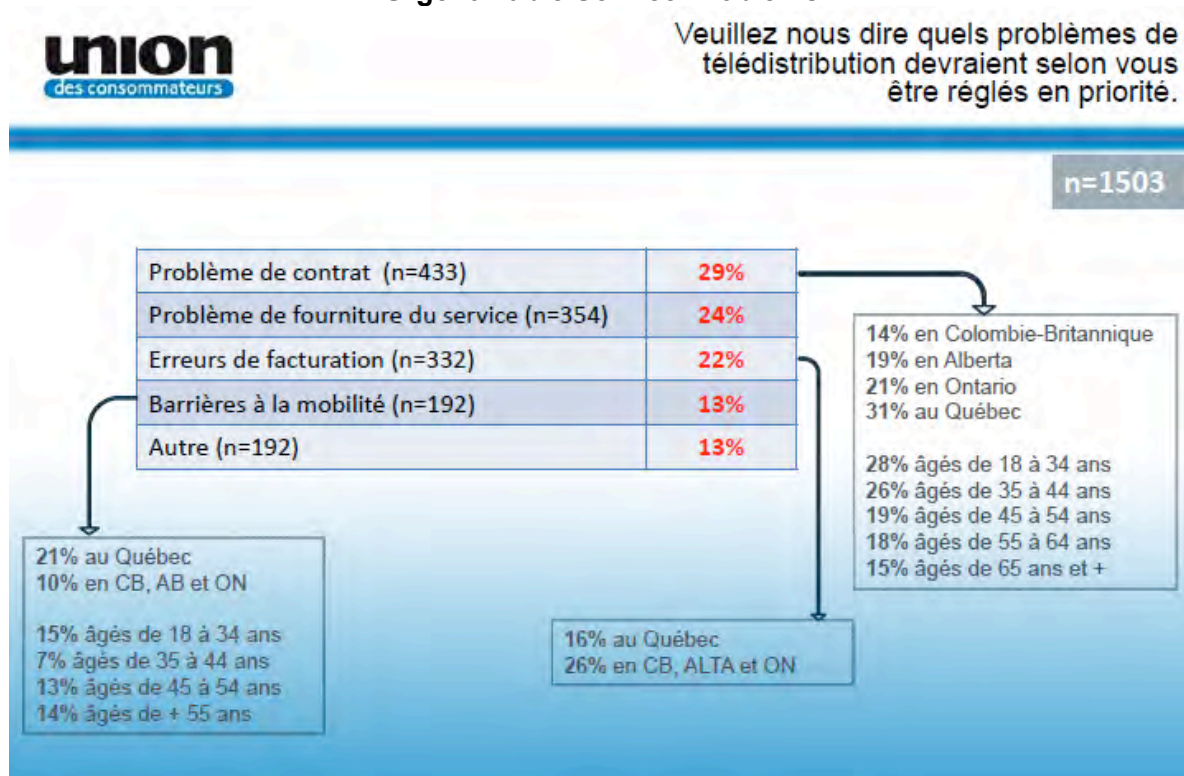 union
des consommateurs
Veuillez nous dire quels problèmes de
télédistribution devraient selon vous
être réglés en priorité.
n=1503
Problème de contrat (n=433) 29%
Problème de fourniture du service (n=354) 24%
Erreurs de facturation (n=332) 22%
Barrières à la mobilité (n=192) 13%
Autre (n=192) 13%
14% en Colombie-Britannique
19% en Alberta
21% en Ontario
31% au Québec
28% âgés de 18 à 34 ans
26% âgés de 35 à 44 ans
19% âgés de 45 à 54 ans
18% âgés de 55 à 64 ans
15% âgés de 65 ans et +
21% au Québec
10% en CB, AB et ON
15% âgés de 18 à 34 ans
7% âgés de 35 à 44 ans
13% âgés de 45 à 54 ans
14% âgés de + 55 ans
16% au Québec
26% en CB, ALTA et ON